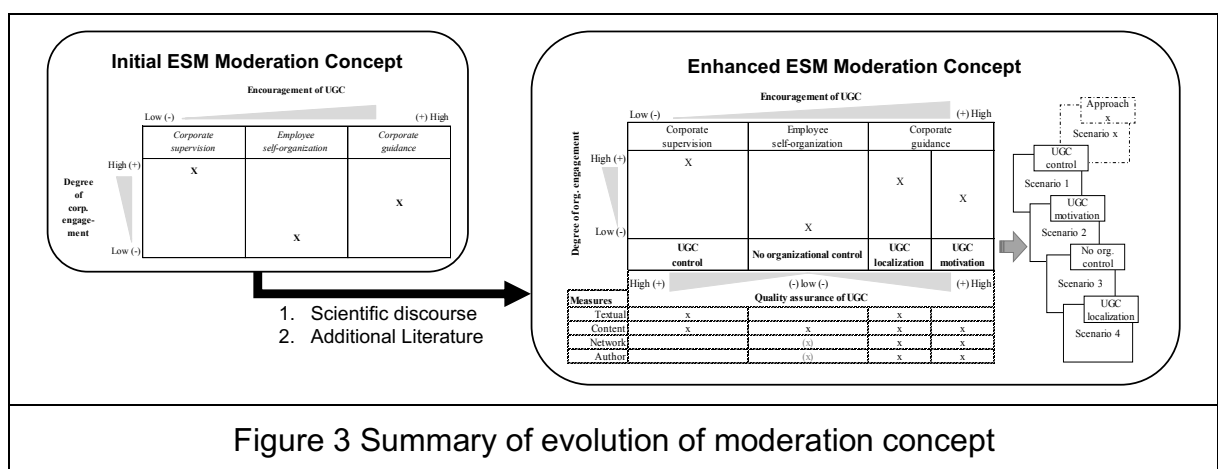 Initial ESM Moderation Concept
Encouragement of UGC
Low (-)
(+) High
Corporate supervision
Employee self-organization
Corporate guidance
High (+)
X
Degree
of
corp.
engage-
ment
X
X
Low (-)
1. Scientific discourse
2. Additional Literature
Enhanced ESM Moderation Concept
Encouragement of UGC
Low (-)
(+) High
Degree of org. engagement
Corporate supervision
Employee self-organization
Corporate guidance
High (+)
X
X
X
X
Low (-)
UGC control
No organizational control
UGC localization
UGC motivation
High (+)
(-) low (-)
(+) High
Measures
Quality assurance of UGC
Textual x x
Content x x x x
Network (x) x x
Author (x) x x
Approach x
Scenario x
UGC control
Scenario 1
UGC motivation
Scenario 2
No org. control
Scenario 3
UGC localization
Scenario 4
Figure 3 Summary of evolution of moderation concept